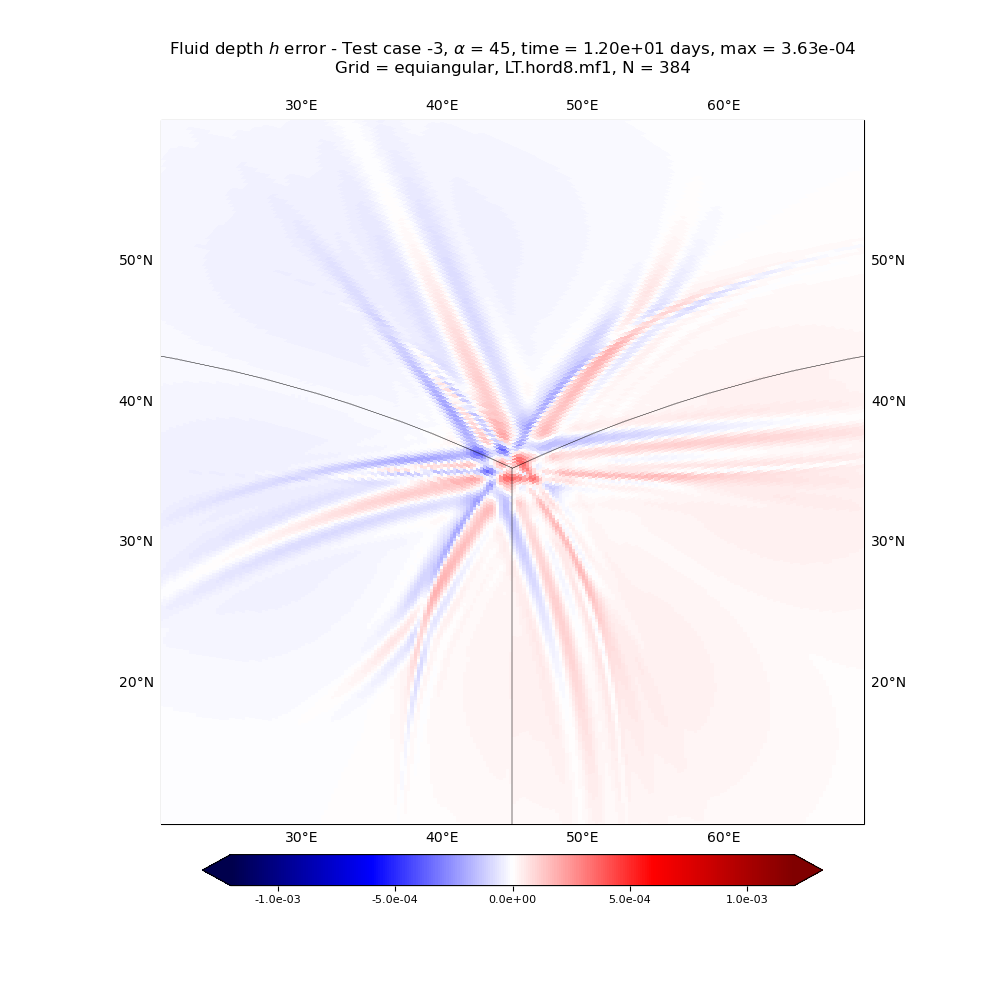 Fluid depth h error - Test case -3, α = 45, time = 1.20e+01 days, max = 3.63e-04
Grid = equiangular, LT.hord8.mf1, N = 384
30°E 40°E 50°E 60°E
50°N 50°N
40°N 40°N
30°N 30°N
20°N 20°N
30°E 40°E 50°E 60°E
-1.0e-03 -5.0e-04 0.0e+00 5.0e-04 1.0e-03